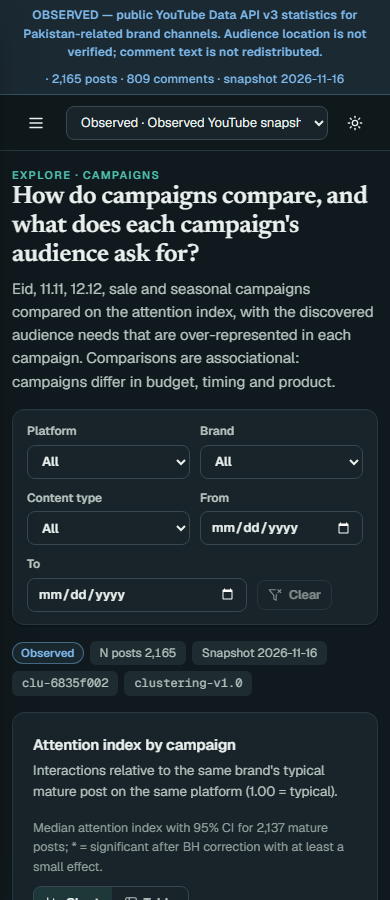 OBSERVED — public YouTube Data API v3 statistics for
Pakistan-related brand channels. Audience location is not
verified; comment text is not redistributed.
· 2,165 posts · 809 comments · snapshot 2026-11-16
Observed · Observed YouTube snapsh
EXPLORE · CAMPAIGNS
How do campaigns compare, and
what does each campaign's
audience ask for?
Eid, 11.11, 12.12, sale and seasonal campaigns
compared on the attention index, with the discovered
audience needs that are over-represented in each
campaign. Comparisons are associational:
campaigns differ in budget, timing and product.
Platform
Brand
All
All
Content type
From
All
mm/dd/yyyy
To
mm/dd/yyyy
Clear
Observed
N posts 2,165
Snapshot 2026-11-16
clu-6835f002
clustering-v1.0
Attention index by campaign
Interactions relative to the same brand's typical
mature post on the same platform (1.00 = typical).
Median attention index with 95% CI for 2,137 mature
posts; * = significant after BH correction with at least a
small effect.